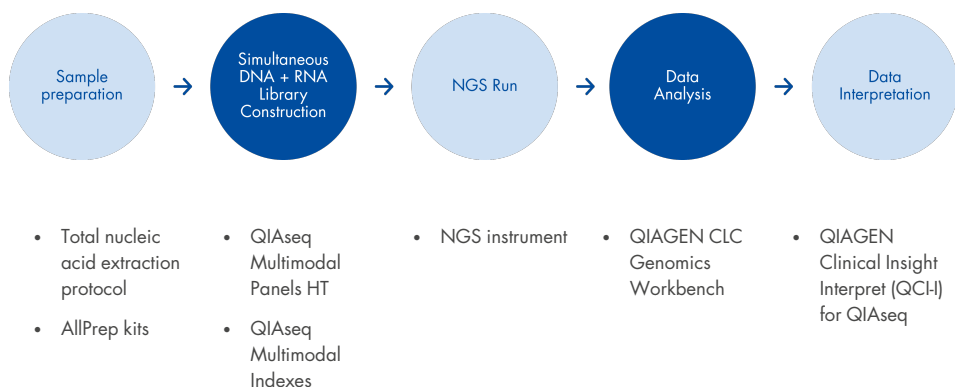 Sample
preparation
Simultaneous
DNA + RNA
Library
Construction
NGS Run
Data
Analysis
Data
Interpretation
• Total nucleic
acid extraction
protocol
• AllPrep kits
• QIAseq
Multimodal
Panels HT
• QIAseq
Multimodal
Indexes
• NGS instrument
• QIAGEN CLC
Genomics
Workbench
• QIAGEN
Clinical Insight
Interpret (QCI-I)
for QIAseq